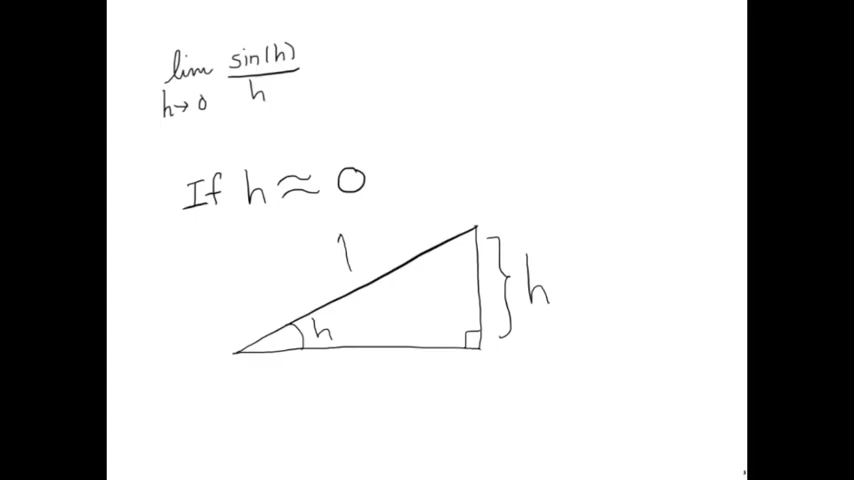 lim sin(h)/h
h→0
If h ≈ 0
1
h
h